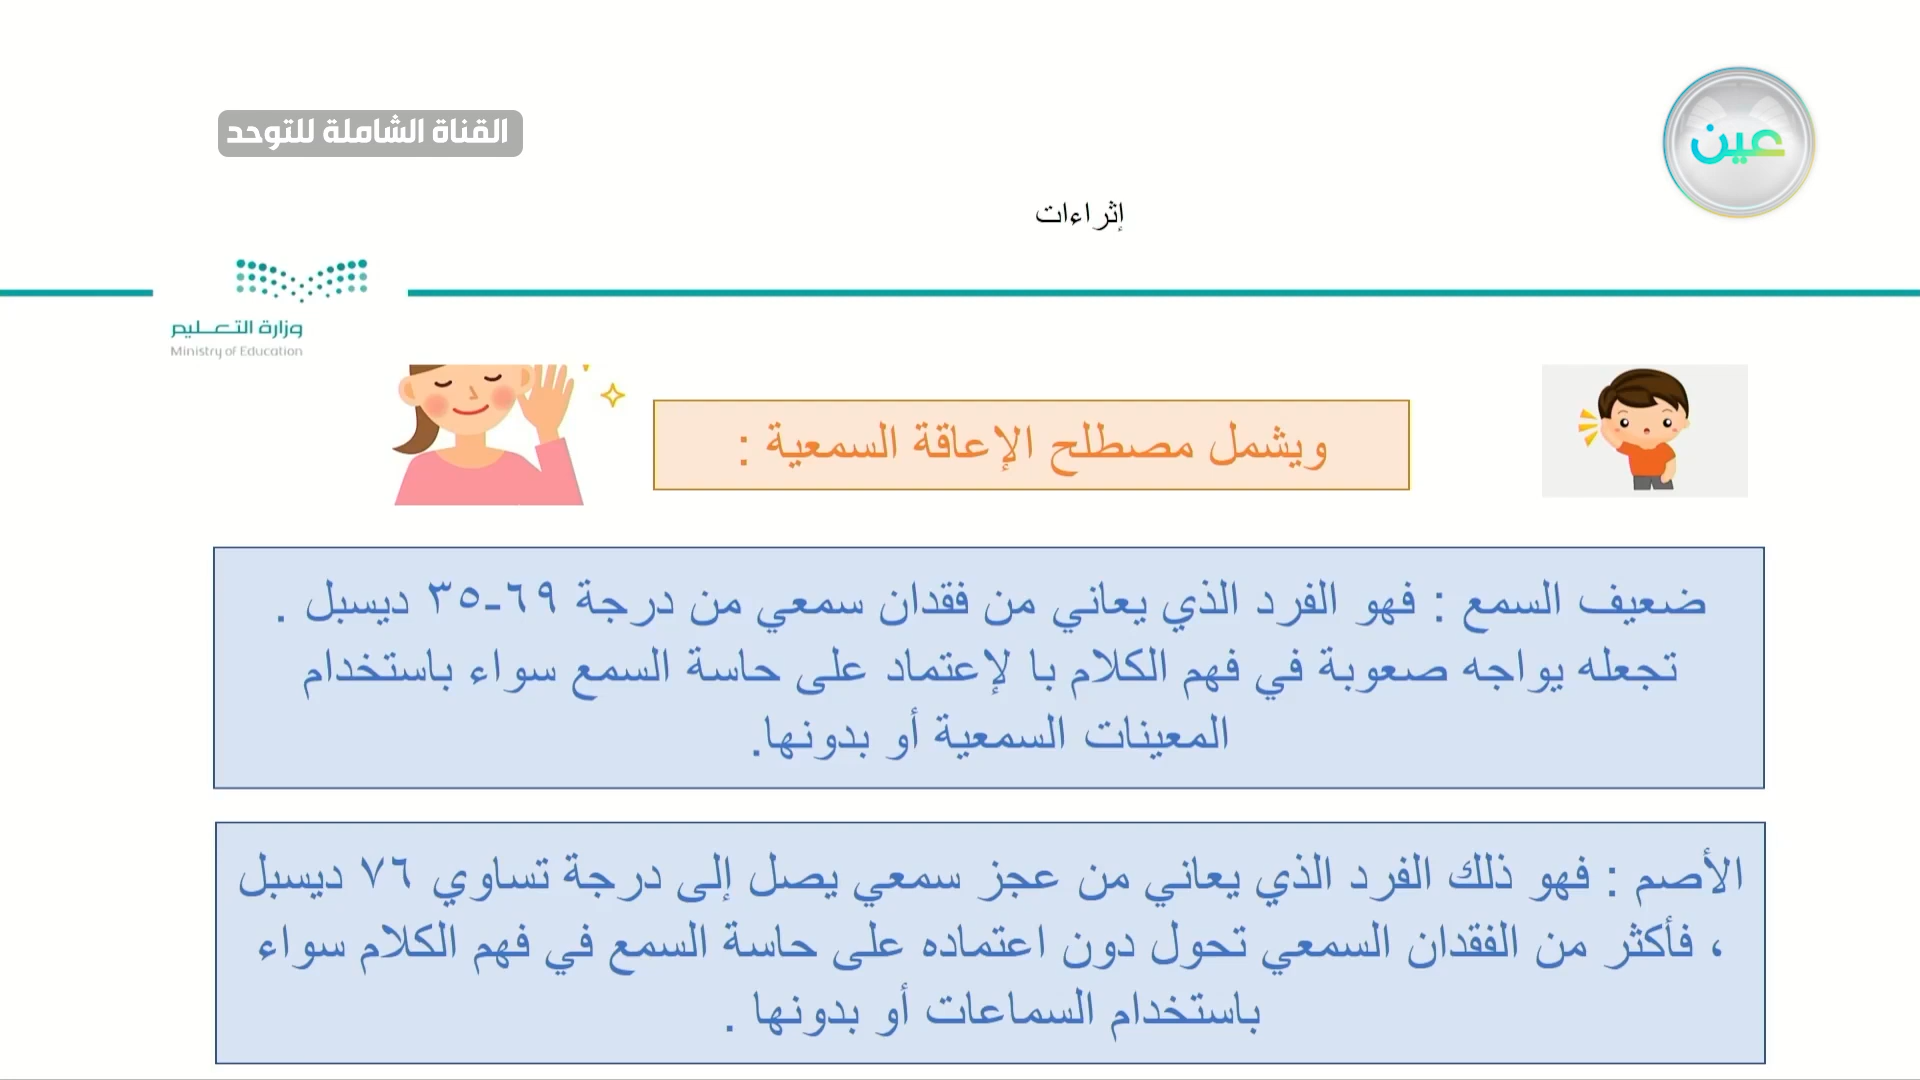 القناة الشاملة للتوحد
عين
إثراءات
وزارة التعليم
Ministry of Education
ويشمل مصطلح الإعاقة السمعية :
ضعيف السمع : فهو الفرد الذي يعاني من فقدان سمعي من درجة ٦٩-٣٥ ديسبل .
تجعله يواجه صعوبة في فهم الكلام با لإعتماد على حاسة السمع سواء باستخدام
المعينات السمعية أو بدونها.
الأصم : فهو ذلك الفرد الذي يعاني من عجز سمعي يصل إلى درجة تساوي ٧٦ ديسبل
، فأكثر من الفقدان السمعي تحول دون اعتماده على حاسة السمع في فهم الكلام سواء
باستخدام السماعات أو بدونها .